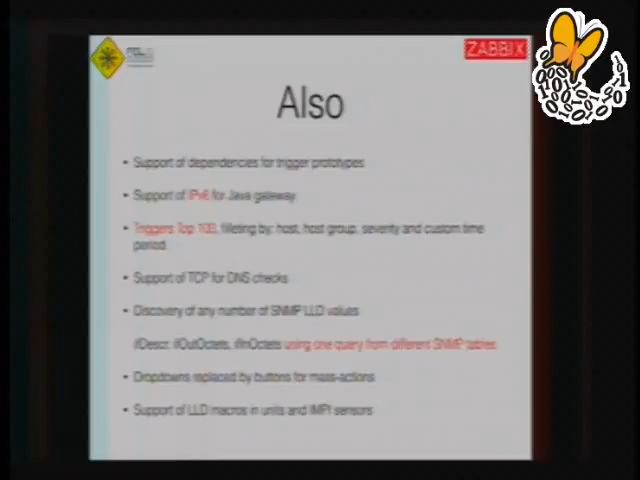 ZABBIX
Also
• Support of dependencies for trigger prototypes
• Support of IPv6 for Java gateway
• Triggers Top 100, filteting by: host, host group, severity and custom time
period
• Support of TCP for DNS checks
• Discovery of any number of SNMP LLD values
ifDescr, ifOutOctets, ifInOctets using one query from different SNMP tables
• Dropdowns replaced by buttons for mass-actions
• Support of LLD macros in units and IMPI sensors